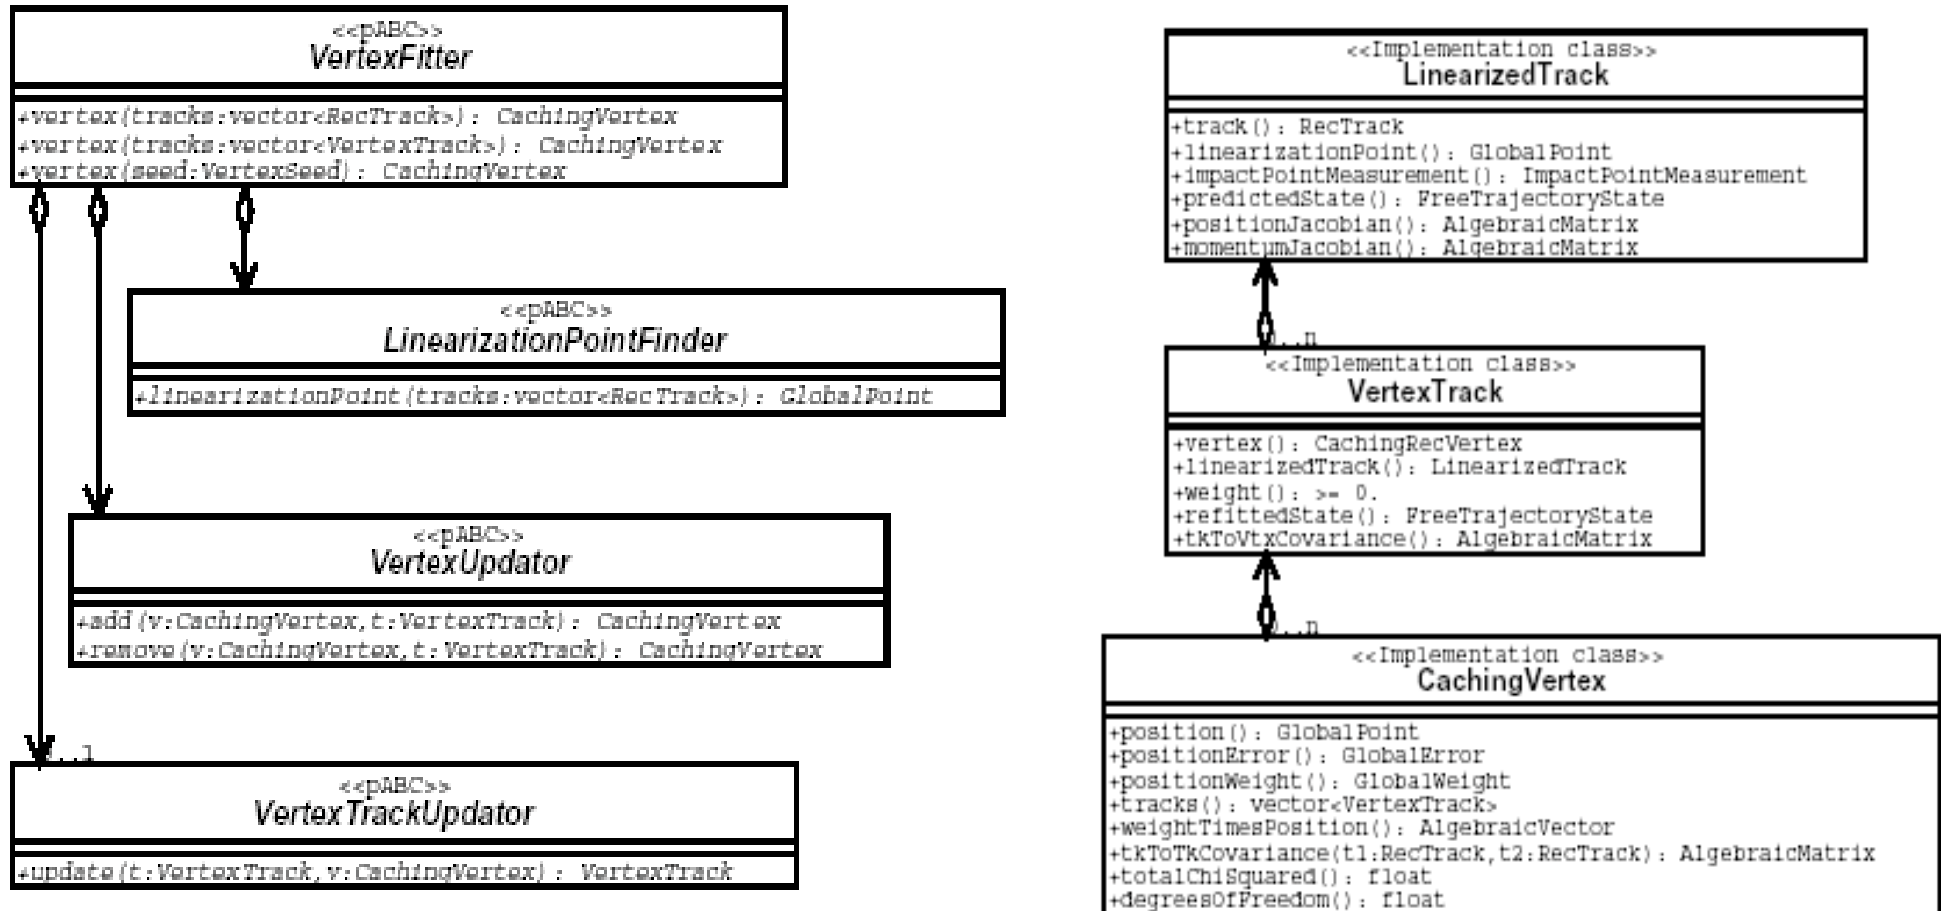 <<pABC>>
VertexFitter
+vertex(tracks:vector<RecTrack>): CachingVertex
+vertex(tracks:vector<VertexTrack>): CachingVertex
+vertex(seed:VertexSeed): CachingVertex
<<pABC>>
LinearizationPointFinder
+linearizationPoint(tracks:vector<RecTrack>): GlobalPoint
<<pABC>>
VertexUpdator
+add(v:CachingVertex,t:VertexTrack): CachingVertex
+remove(v:CachingVertex,t:VertexTrack): CachingVertex
..1
<<pABC>>
VertexTrackUpdator
+update(t:VertexTrack,v:CachingVertex): VertexTrack
<<Implementation class>>
LinearizedTrack
+track(): RecTrack
+linearizationPoint(): GlobalPoint
+impactPointMeasurement(): ImpactPointMeasurement
+predictedState(): FreeTrajectoryState
+positionJacobian(): AlgebraicMatrix
+momentumJacobian(): AlgebraicMatrix
..n
<<Implementation class>>
VertexTrack
+vertex(): CachingRecVertex
+linearizedTrack(): LinearizedTrack
+weight(): >= 0.
+refittedState(): FreeTrajectoryState
+tkToVtxCovariance(): AlgebraicMatrix
..n
<<Implementation class>>
CachingVertex
+position(): GlobalPoint
+positionError(): GlobalError
+positionWeight(): GlobalWeight
+tracks(): vector<VertexTrack>
+weightTimesPosition(): AlgebraicVector
+tkToTkCovariance(t1:RecTrack,t2:RecTrack): AlgebraicMatrix
+totalChiSquared(): float
+degreesOfFreedom(): float